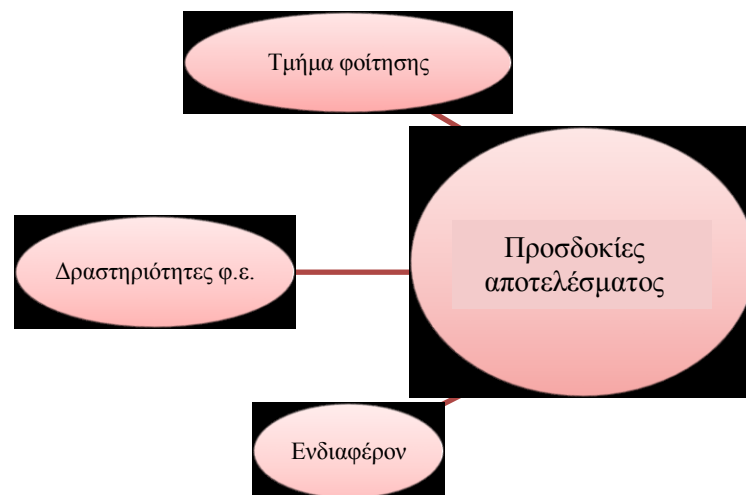 Τμήμα φοίτησης
Δραστηριότητες φ.ε.
Προσδοκίες
αποτελέσματος
Ενδιαφέρον